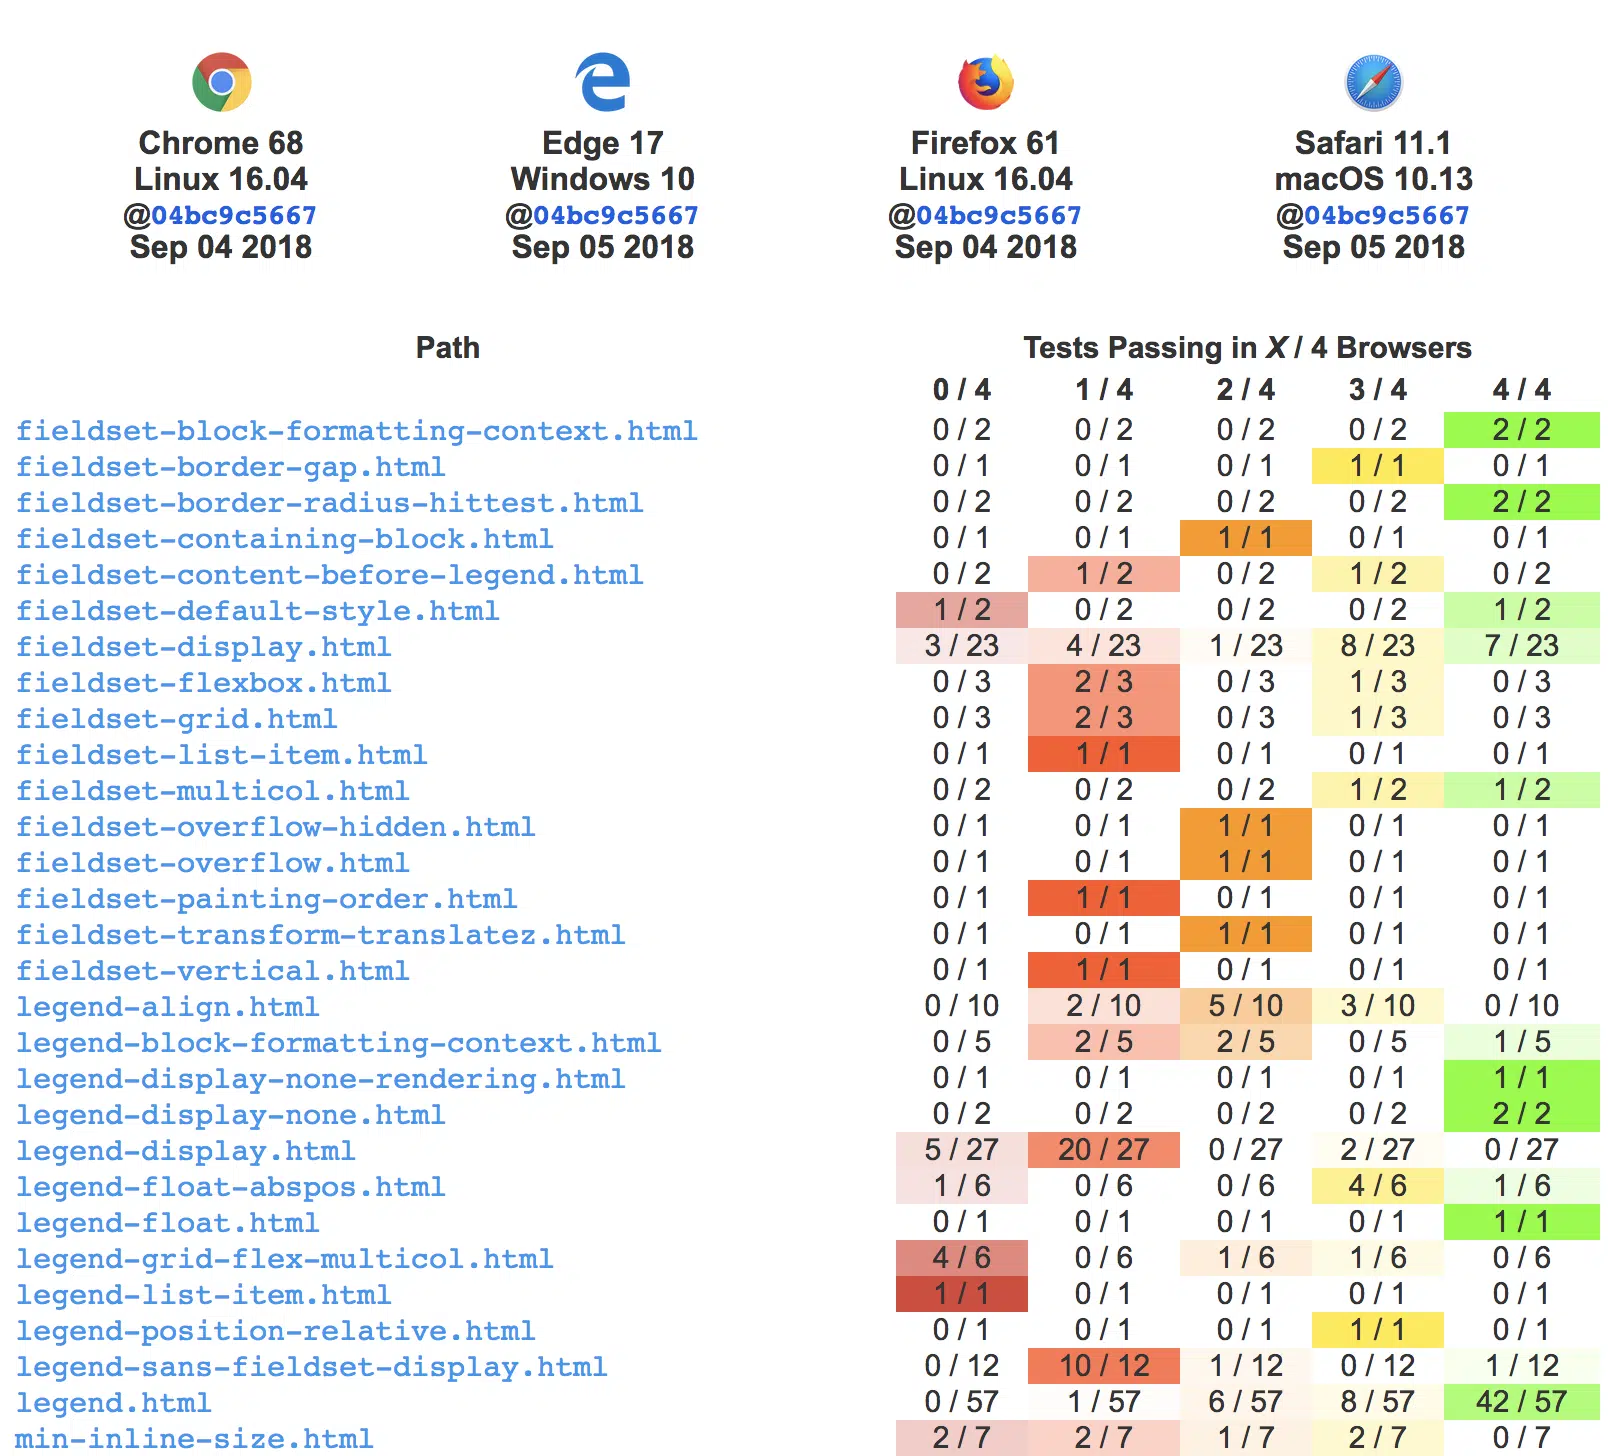 Chrome 68 Edge 17 Firefox 61 Safari 11.1
Linux 16.04 Windows 10 Linux 16.04 macOS 10.13
@04bc9c5667 @04bc9c5667 @04bc9c5667 @04bc9c5667
Sep 04 2018 Sep 05 2018 Sep 04 2018 Sep 05 2018
Path Tests Passing in X / 4 Browsers
0 / 4 1 / 4 2 / 4 3 / 4 4 / 4
fieldset-block-formatting-context.html 0 / 2 0 / 2 0 / 2 0 / 2 2 / 2
fieldset-border-gap.html 0 / 1 0 / 1 0 / 1 1 / 1 0 / 1
fieldset-border-radius-hittest.html 0 / 2 0 / 2 0 / 2 0 / 2 2 / 2
fieldset-containing-block.html 0 / 1 0 / 1 1 / 1 0 / 1 0 / 1
fieldset-content-before-legend.html 0 / 2 1 / 2 0 / 2 1 / 2 0 / 2
fieldset-default-style.html 1 / 2 0 / 2 0 / 2 0 / 2 1 / 2
fieldset-display.html 3 / 23 4 / 23 1 / 23 8 / 23 7 / 23
fieldset-flexbox.html 0 / 3 2 / 3 0 / 3 1 / 3 0 / 3
fieldset-grid.html 0 / 3 2 / 3 0 / 3 1 / 3 0 / 3
fieldset-list-item.html 0 / 1 1 / 1 0 / 1 0 / 1 0 / 1
fieldset-multicol.html 0 / 2 0 / 2 0 / 2 1 / 2 1 / 2
fieldset-overflow-hidden.html 0 / 1 0 / 1 1 / 1 0 / 1 0 / 1
fieldset-overflow.html 0 / 1 0 / 1 1 / 1 0 / 1 0 / 1
fieldset-painting-order.html 0 / 1 1 / 1 0 / 1 0 / 1 0 / 1
fieldset-transform-translatez.html 0 / 1 0 / 1 1 / 1 0 / 1 0 / 1
fieldset-vertical.html 0 / 1 1 / 1 0 / 1 0 / 1 0 / 1
legend-align.html 0 / 10 2 / 10 5 / 10 3 / 10 0 / 10
legend-block-formatting-context.html 0 / 5 2 / 5 2 / 5 0 / 5 1 / 5
legend-display-none-rendering.html 0 / 1 0 / 1 0 / 1 0 / 1 1 / 1
legend-display-none.html 0 / 2 0 / 2 0 / 2 0 / 2 2 / 2
legend-display.html 5 / 27 20 / 27 0 / 27 2 / 27 0 / 27
legend-float-abspos.html 1 / 6 0 / 6 0 / 6 4 / 6 1 / 6
legend-float.html 0 / 1 0 / 1 0 / 1 0 / 1 1 / 1
legend-grid-flex-multicol.html 4 / 6 0 / 6 1 / 6 1 / 6 0 / 6
legend-list-item.html 1 / 1 0 / 1 0 / 1 0 / 1 0 / 1
legend-position-relative.html 0 / 1 0 / 1 0 / 1 1 / 1 0 / 1
legend-sans-fieldset-display.html 0 / 12 10 / 12 1 / 12 0 / 12 1 / 12
legend.html 0 / 57 1 / 57 6 / 57 8 / 57 42 / 57
min-inline-size.html 2 / 7 2 / 7 1 / 7 2 / 7 0 / 7